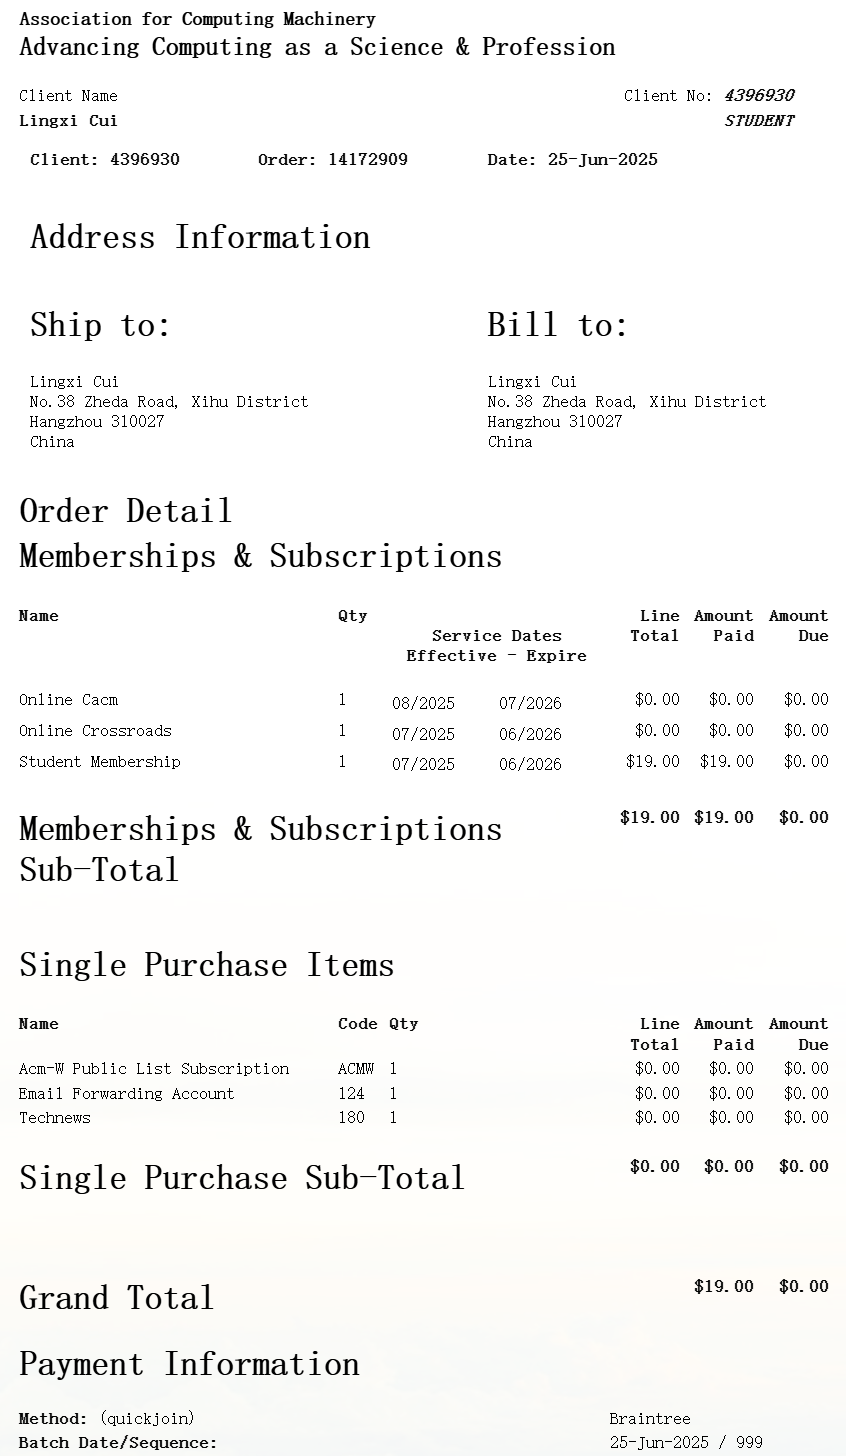 Association for Computing Machinery
Advancing Computing as a Science & Profession
Client Name Client No: 4396930
Lingxi Cui STUDENT
Client: 4396930 Order: 14172909 Date: 25-Jun-2025
Address Information
Ship to: Bill to:
Lingxi Cui Lingxi Cui
No.38 Zheda Road, Xihu District No.38 Zheda Road, Xihu District
Hangzhou 310027 Hangzhou 310027
China China
Order Detail
Memberships & Subscriptions
Name Qty Line Amount Amount
Service Dates Total Paid Due
Effective - Expire
Online Cacm 1 08/2025 07/2026 $0.00 $0.00 $0.00
Online Crossroads 1 07/2025 06/2026 $0.00 $0.00 $0.00
Student Membership 1 07/2025 06/2026 $19.00 $19.00 $0.00
Memberships & Subscriptions $19.00 $19.00 $0.00
Sub-Total
Single Purchase Items
Name Code Qty Line Amount Amount
Total Paid Due
Acm-W Public List Subscription ACMW 1 $0.00 $0.00 $0.00
Email Forwarding Account 124 1 $0.00 $0.00 $0.00
Technews 180 1 $0.00 $0.00 $0.00
Single Purchase Sub-Total $0.00 $0.00 $0.00
Grand Total $19.00 $0.00
Payment Information
Method: (quickjoin) Braintree
Batch Date/Sequence: 25-Jun-2025 / 999